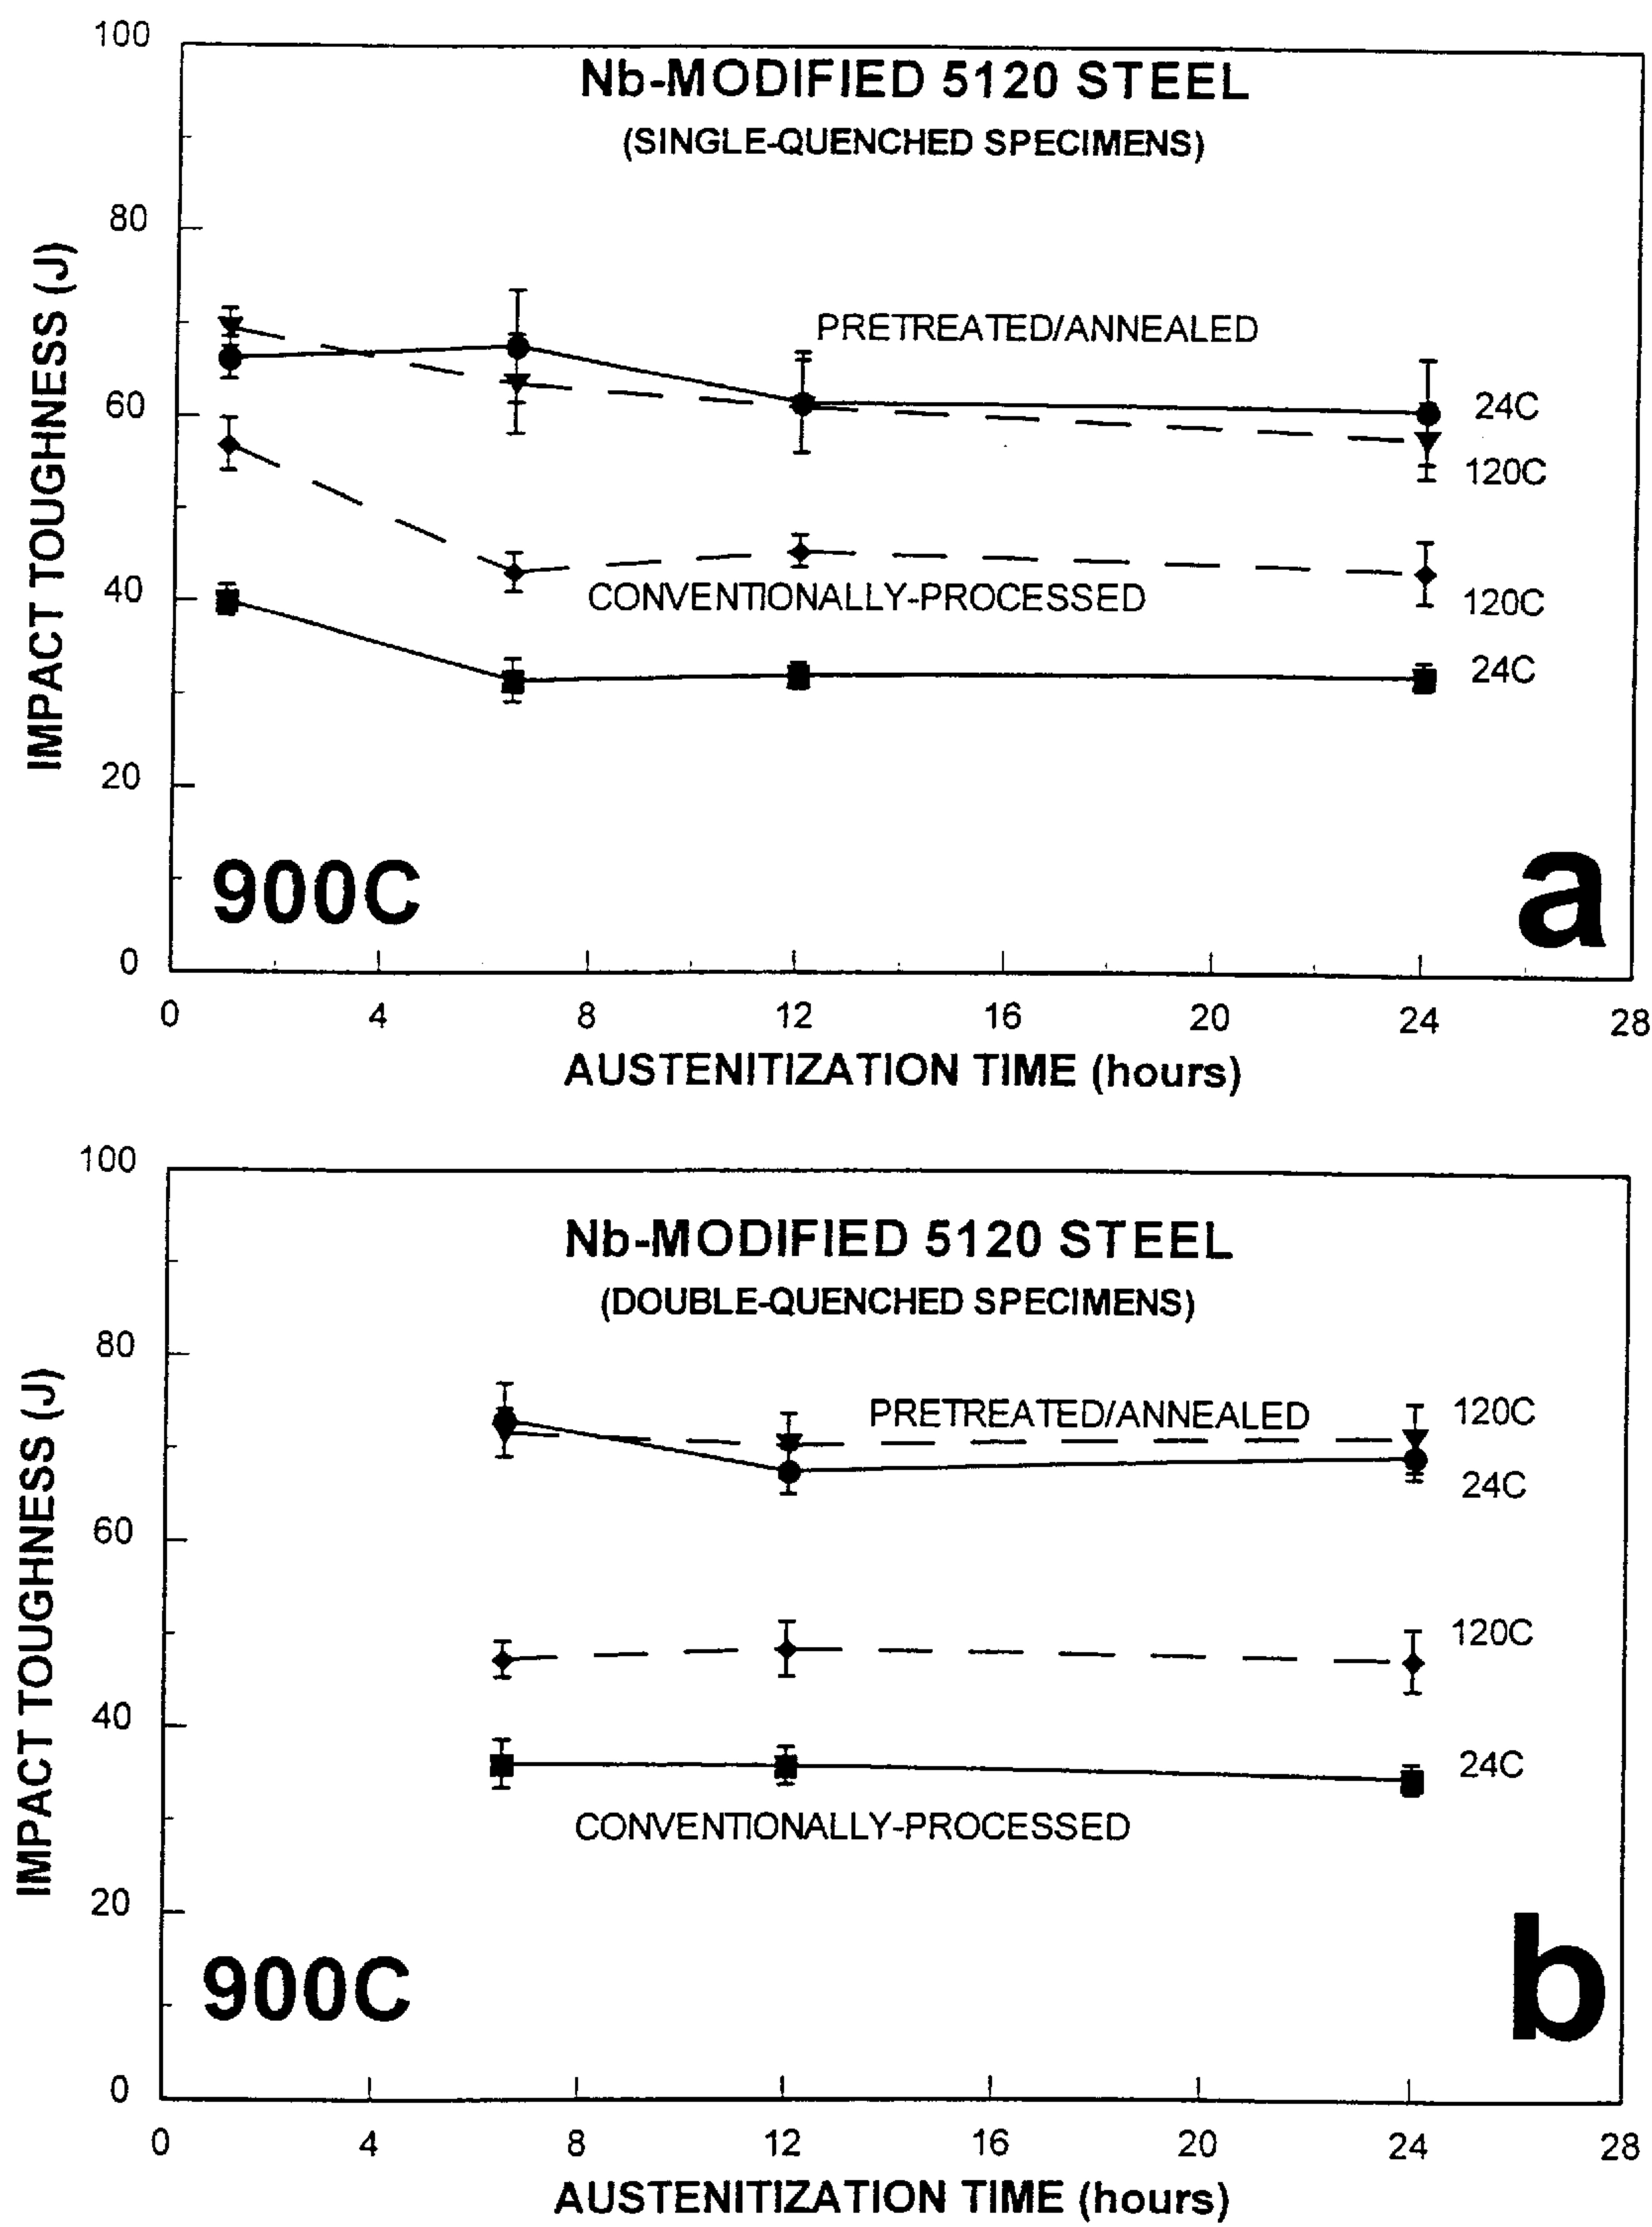 100
Nb-MODIFIED 5120 STEEL
(SINGLE-QUENCHED SPECIMENS)
80
PRETREATED/ANNEALED
60
24C
120C
IMPACT TOUGHNESS (J)
40
CONVENTIONALLY-PROCESSED
120C
24C
20
900C
a
0
0 4 8 12 16 20 24 28
AUSTENITIZATION TIME (hours)
100
Nb-MODIFIED 5120 STEEL
(DOUBLE-QUENCHED SPECIMENS)
80
PRETREATED/ANNEALED
120C
24C
60
IMPACT TOUGHNESS (J)
120C
40
24C
CONVENTIONALLY-PROCESSED
20
900C
b
0
0 4 8 12 16 20 24 28
AUSTENITIZATION TIME (hours)